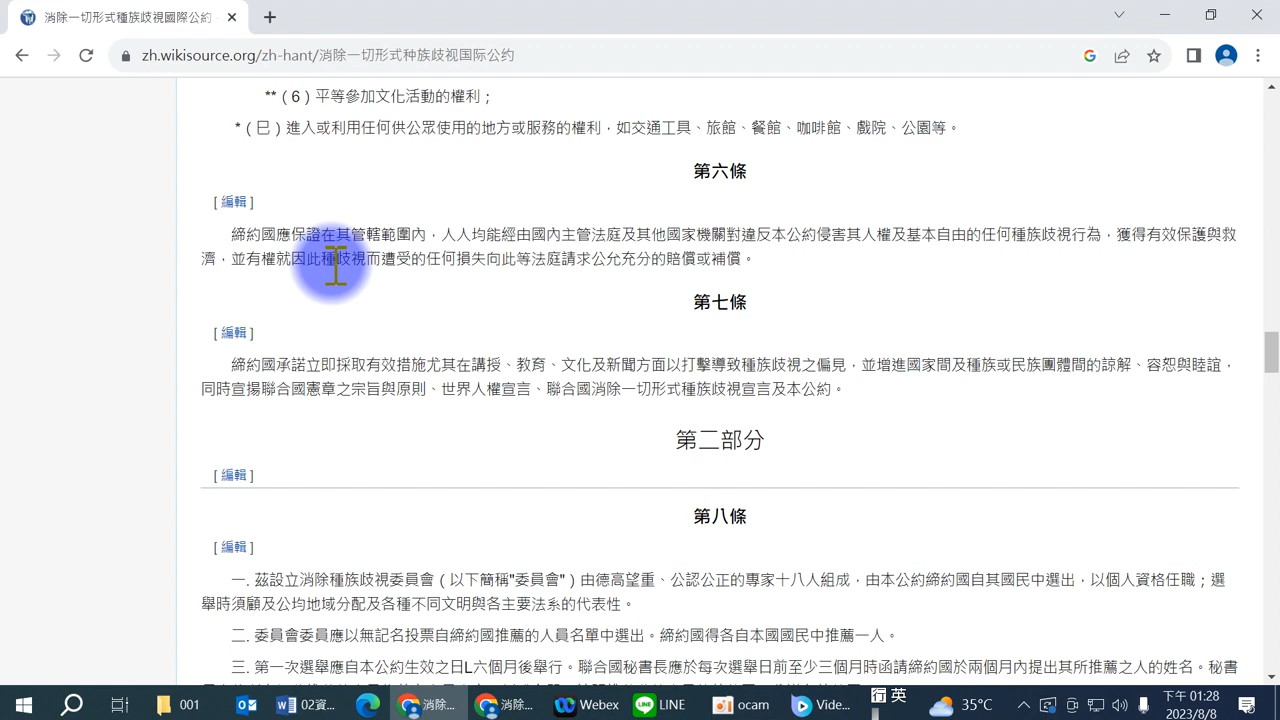 消除一切形式種族歧視國際公約
zh.wikisource.org/zh-hant/消除一切形式种族歧视国际公约
**（6）平等參加文化活動的權利；
*（巳）進入或利用任何供公眾使用的地方或服務的權利，如交通工具、旅館、餐館、咖啡館、戲院、公園等。
第六條
[ 編輯 ]
締約國應保證在其管轄範圍內，人人均能經由國內主管法庭及其他國家機關對違反本公約侵害其人權及基本自由的任何種族歧視行為，獲得有效保護與救
濟，並有權就因此種歧視而遭受的任何損失向此等法庭請求公允充分的賠償或補償。
第七條
[ 編輯 ]
締約國承諾立即採取有效措施尤其在講授、教育、文化及新聞方面以打擊導致種族歧視之偏見，並增進國家間及種族或民族團體間的諒解、容恕與睦誼，
同時宣揚聯合國憲章之宗旨與原則、世界人權宣言、聯合國消除一切形式種族歧視宣言及本公約。
第二部分
[ 編輯 ]
第八條
[ 編輯 ]
一. 茲設立消除種族歧視委員會（以下簡稱"委員會"）由德高望重、公認公正的專家十八人組成，由本公約締約國自其國民中選出，以個人資格任職；選
舉時須顧及公均地域分配及各種不同文明與各主要法系的代表性。
二. 委員會委員應以無記名投票自締約國推薦的人員名單中選出。締約國得各自本國國民中推薦一人。
三. 第一次選舉應自本公約生效之日L六個月後舉行。聯合國秘書長應於每次選舉日前至少三個月時函請締約國於兩個月內提出其所推薦之人的姓名。秘書
行 英
001
02資...
消除...
消除...
Webex
LINE
ocam
Vide...
35°C
下午 01:28
2023/8/8